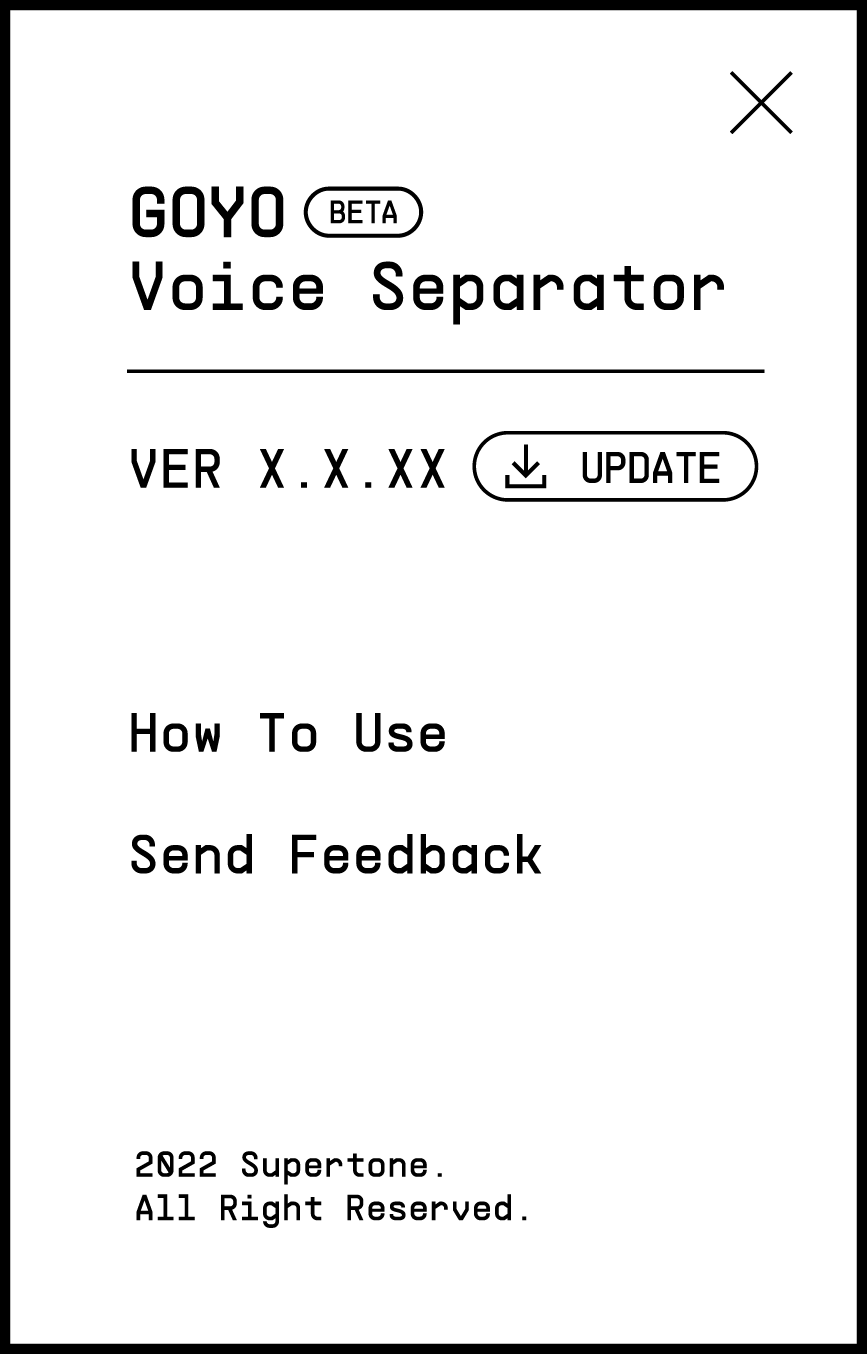 GOYO BETA
Voice Separator
VER X.X.XX UPDATE
How To Use
Send Feedback
2022 Supertone.
All Right Reserved.